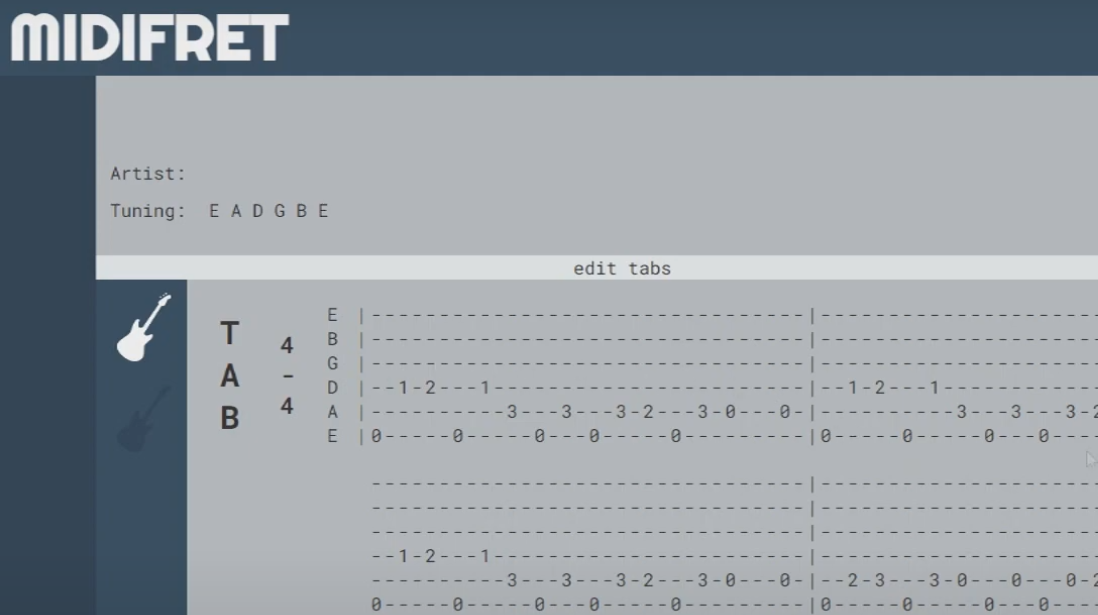 MIDIFRET
Artist:
Tuning: E A D G B E
edit tabs
TAB
4-4
E |--------------------------------|---------------------
B |--------------------------------|---------------------
G |--------------------------------|---------------------
D |--1-2---1-----------------------|--1-2---1------------
A |----------3---3---3-2---3-0---0-|----------3---3---3-2
E |0-----0-----0---0-----0---------|0-----0-----0---0----
--------------------------------|---------------------
--------------------------------|---------------------
--------------------------------|---------------------
--1-2---1-----------------------|---------------------
----------3---3---3-2---3-0---0-|--2-3---3-0---0---0-2
0-----0-----0---0-----0---------|0-----0-----0---0----